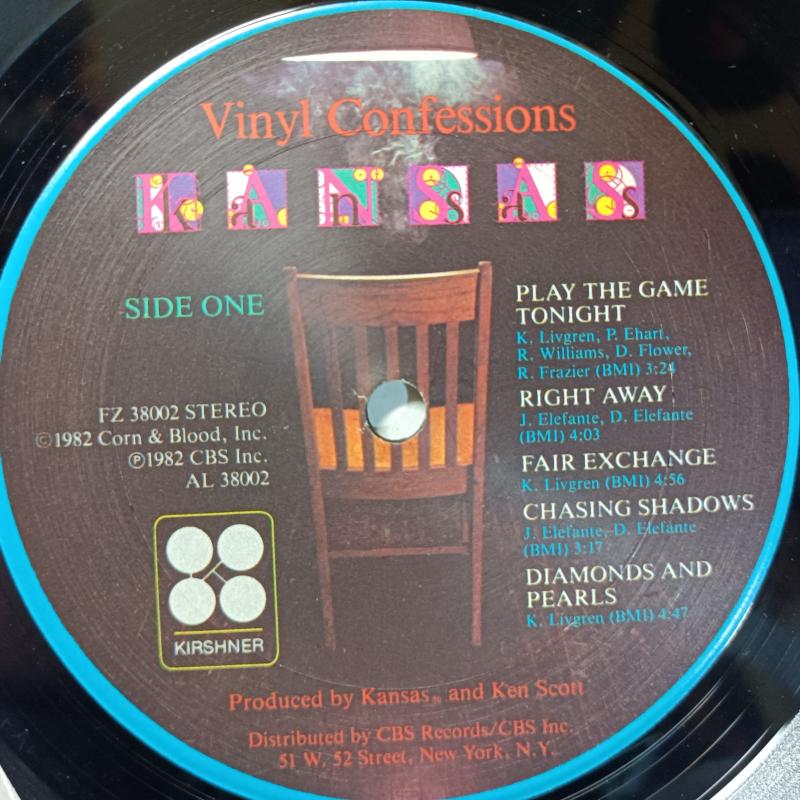 Vinyl Confessions
KANSAS
SIDE ONE
FZ 38002 STEREO
©1982 Corn & Blood, Inc.
℗1982 CBS Inc.
AL 38002
KIRSHNER
PLAY THE GAME
TONIGHT
K. Livgren, P. Ehart,
R. Williams, D. Flower,
R. Frazier (BMI) 3:24
RIGHT AWAY
J. Elefante, D. Elefante
(BMI) 4:03
FAIR EXCHANGE
K. Livgren (BMI) 4:56
CHASING SHADOWS
J. Elefante, D. Elefante
(BMI) 3:17
DIAMONDS AND
PEARLS
K. Livgren (BMI) 4:47
Produced by Kansas and Ken Scott
Distributed by CBS Records/CBS Inc.
51 W. 52 Street, New York, N.Y.